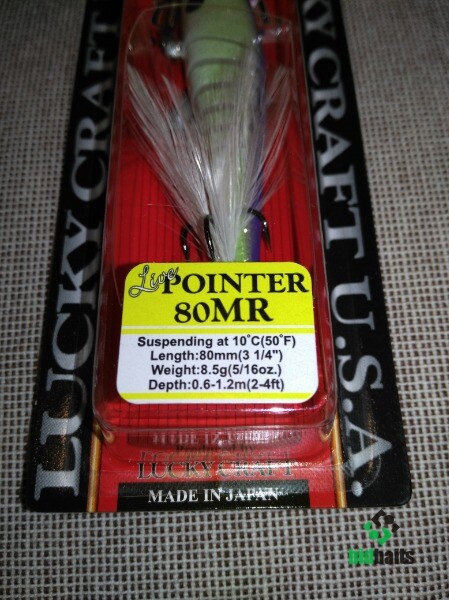 LUCKY CRAFT
LUCKY CRAFT U.S.A.
Live POINTER
80MR
Suspending at 10°C(50°F)
Length:80mm(3 1/4")
Weight:8.5g(5/16oz.)
Depth:0.6-1.2m(2-4ft)
LUCKY CRAFT
MADE IN JAPAN
bidbaits